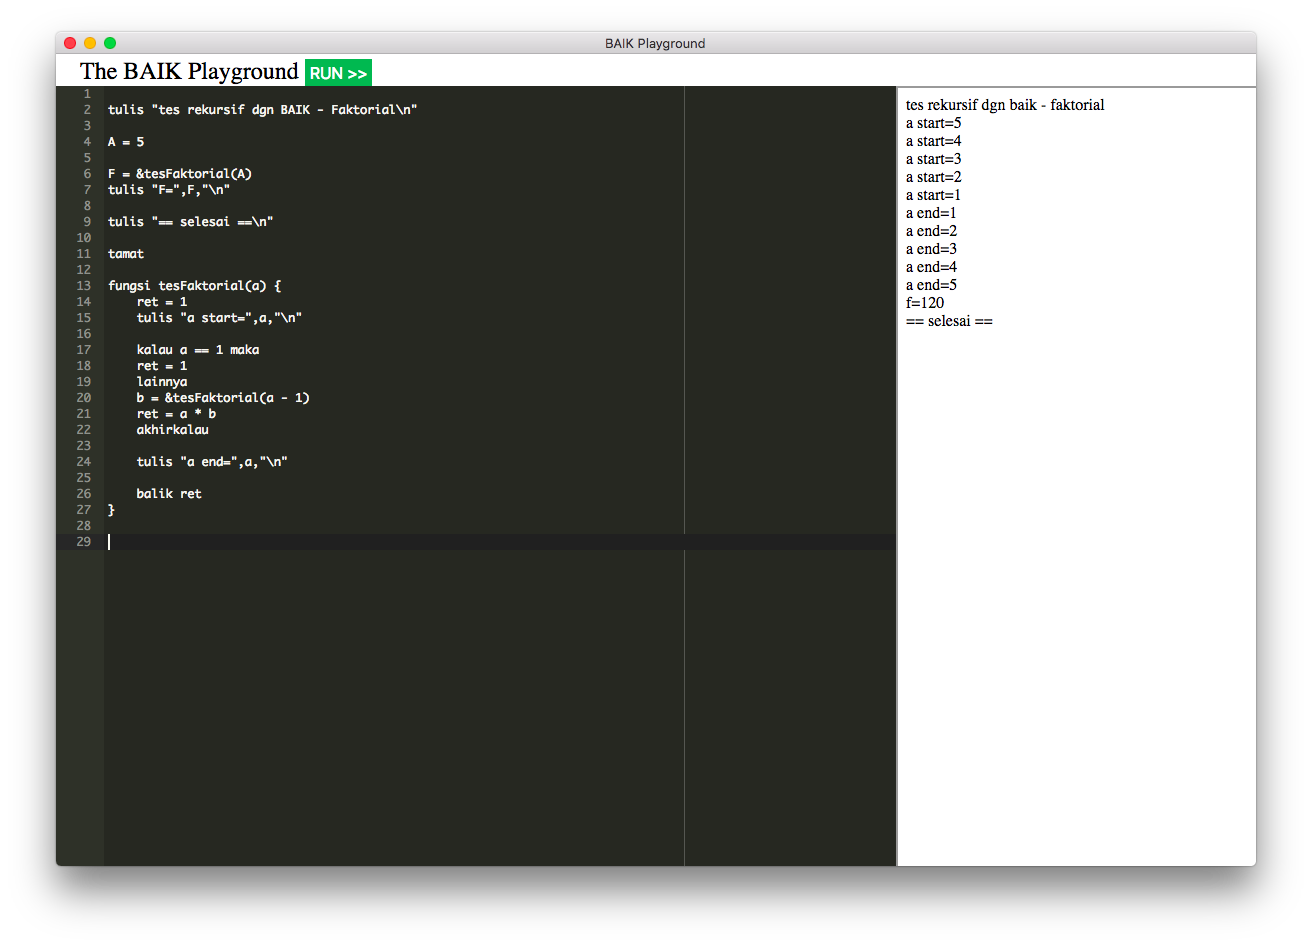 BAIK Playground
The BAIK Playground RUN >>
1
2 tulis "tes rekursif dgn BAIK - Faktorial\n"
3
4 A = 5
5
6 F = &tesFaktorial(A)
7 tulis "F=",F,"\n"
8
9 tulis "== selesai ==\n"
10
11 tamat
12
13 fungsi tesFaktorial(a) {
14     ret = 1
15     tulis "a start=",a,"\n"
16
17     kalau a == 1 maka
18     ret = 1
19     lainnya
20     b = &tesFaktorial(a - 1)
21     ret = a * b
22     akhirkalau
23
24     tulis "a end=",a,"\n"
25
26     balik ret
27 }
28
29
tes rekursif dgn baik - faktorial
a start=5
a start=4
a start=3
a start=2
a start=1
a end=1
a end=2
a end=3
a end=4
a end=5
f=120
== selesai ==